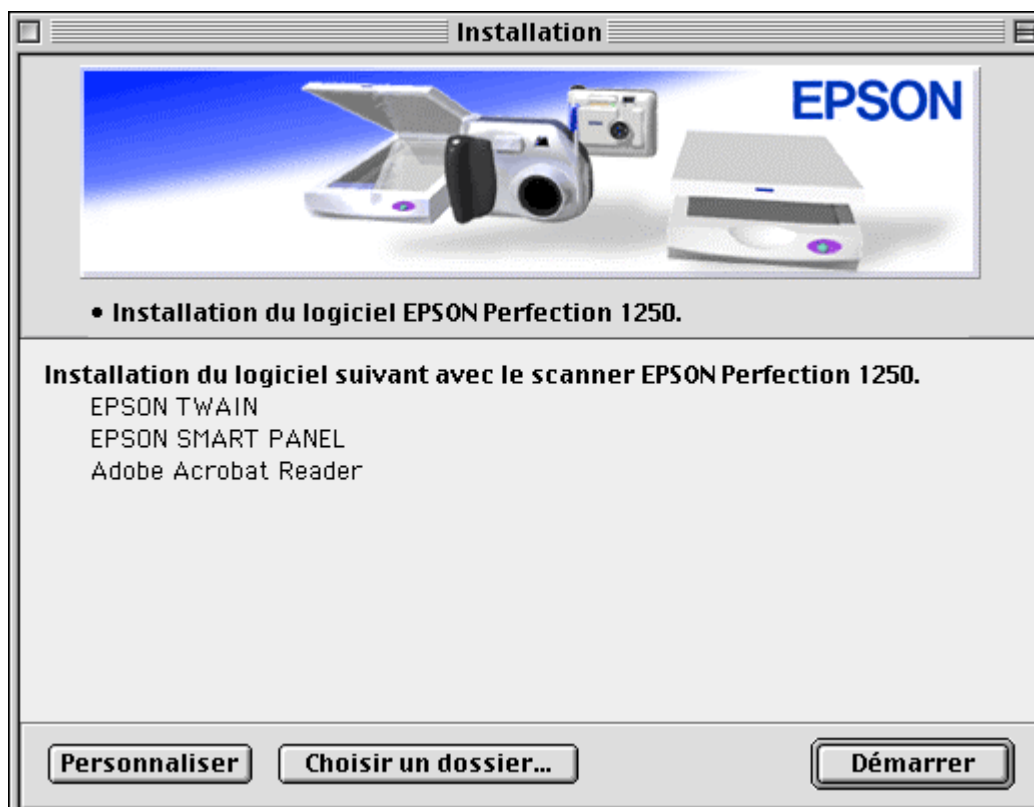 Installation
EPSON
• Installation du logiciel EPSON Perfection 1250.
Installation du logiciel suivant avec le scanner EPSON Perfection 1250.
EPSON TWAIN
EPSON SMART PANEL
Adobe Acrobat Reader
Personnaliser
Choisir un dossier...
Démarrer